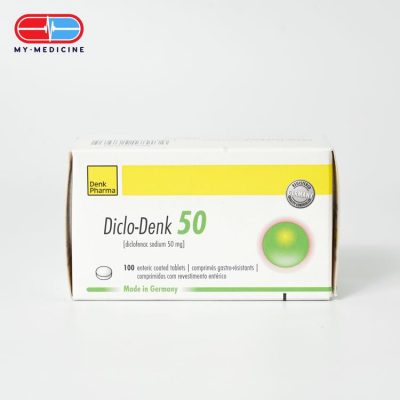 MY-MEDICINE
Denk
Pharma
Diclo-Denk 50
[diclofenac sodium 50 mg]
100 enteric coated tablets | comprimés gastro-résistants |
comprimidos com revestimento entérico
Made in Germany